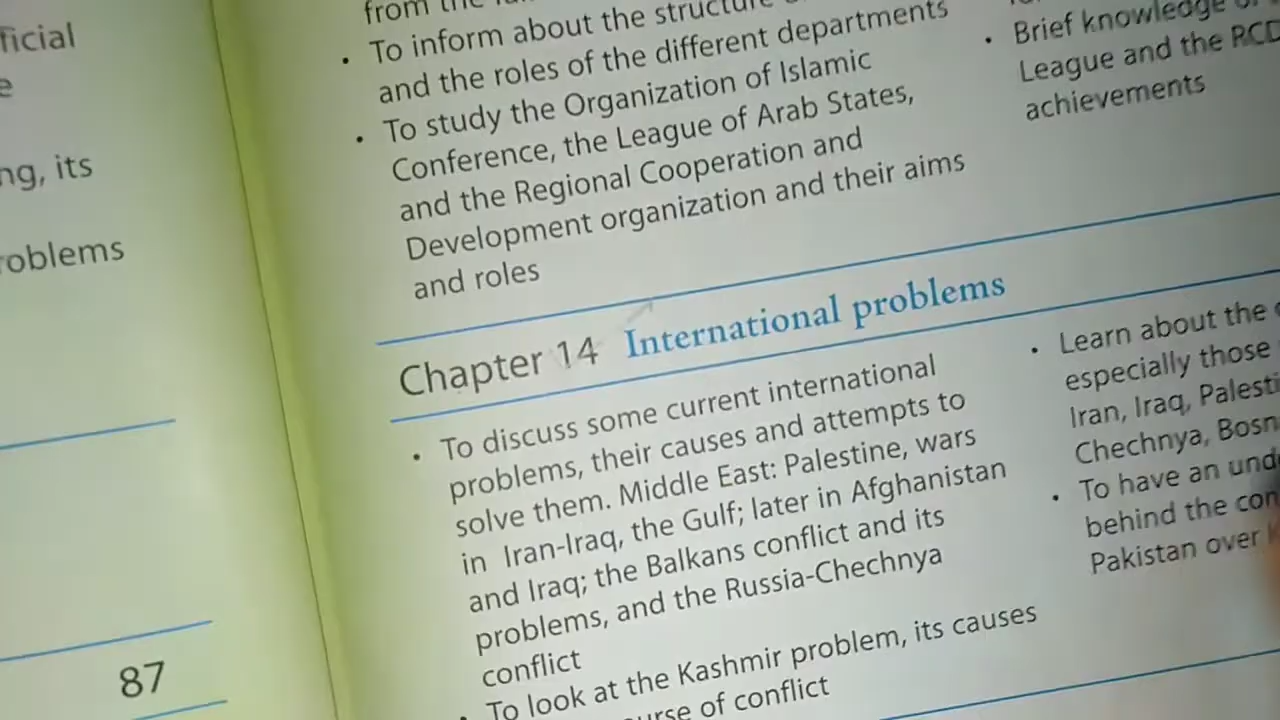 ficial
e
ng, its
roblems
87
from the
• To inform about the structure
and the roles of the different departments
• To study the Organization of Islamic
Conference, the League of Arab States,
and the Regional Cooperation and
Development organization and their aims
and roles
• Brief knowledge
League and the RCD
achievements
Chapter 14 International problems
• To discuss some current international
problems, their causes and attempts to
solve them. Middle East: Palestine, wars
in Iran-Iraq, the Gulf; later in Afghanistan
and Iraq; the Balkans conflict and its
problems, and the Russia-Chechnya
conflict
• To look at the Kashmir problem, its causes
urse of conflict
• Learn about the
especially those
Iran, Iraq, Palesti
Chechnya, Bosn
• To have an und
behind the con
Pakistan over